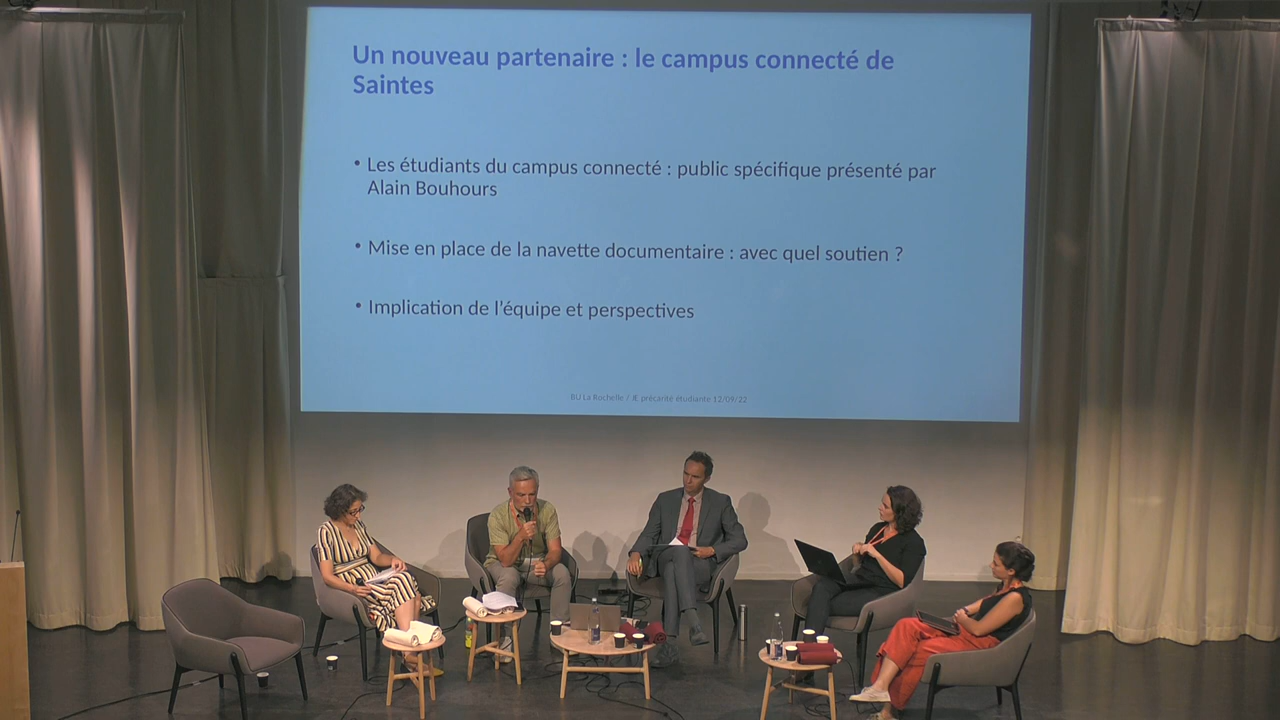 Un nouveau partenaire : le campus connecté de
Saintes
• Les étudiants du campus connecté : public spécifique présenté par
Alain Bouhours
• Mise en place de la navette documentaire : avec quel soutien ?
• Implication de l'équipe et perspectives
BU La Rochelle / JE précarité étudiante 12/09/22